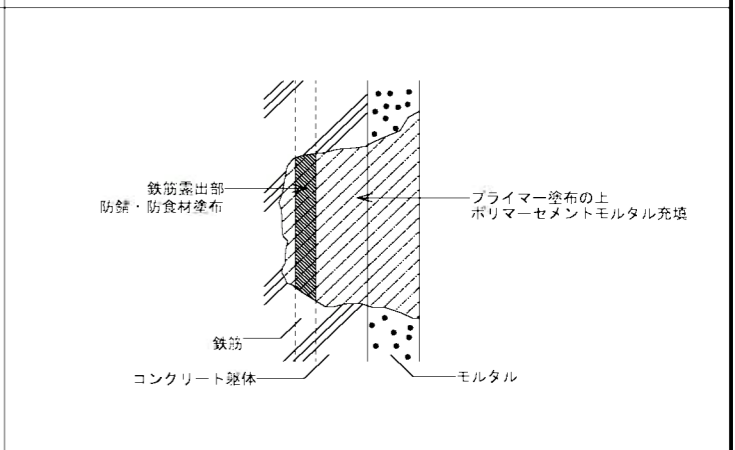 鉄筋露出部
防錆・防食材塗布
プライマー塗布の上
ポリマーセメントモルタル充填
鉄筋
コンクリート躯体
モルタル